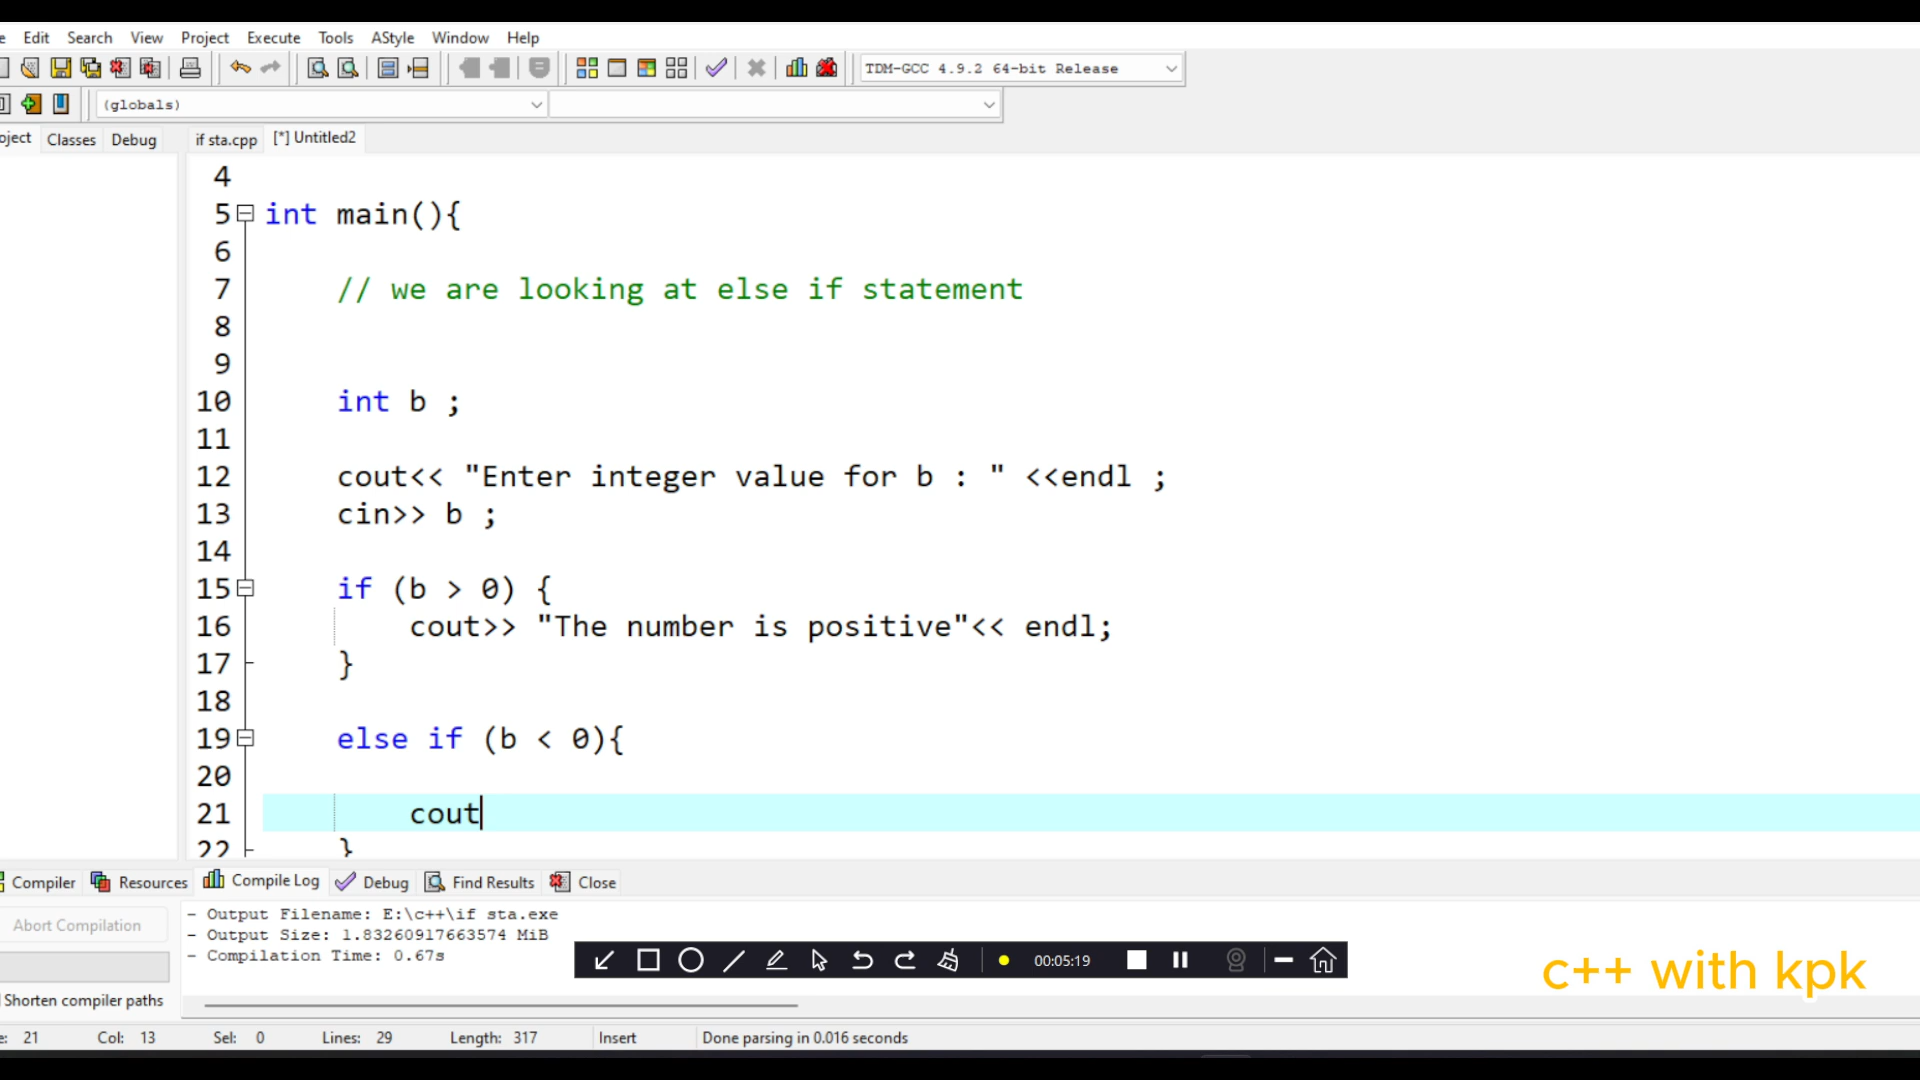 Edit Search View Project Execute Tools AStyle Window Help
TDM-GCC 4.9.2 64-bit Release
(globals)
oject Classes Debug if sta.cpp [*] Untitled2
4
5 int main(){
6
7 // we are looking at else if statement
8
9
10 int b ;
11
12 cout<< "Enter integer value for b : " <<endl ;
13 cin>> b ;
14
15 if (b > 0) {
16 cout>> "The number is positive"<< endl;
17 }
18
19 else if (b < 0){
20
21 cout
22 }
Compiler Resources Compile Log Debug Find Results Close
Abort Compilation
- Output Filename: E:\c++\if sta.exe
- Output Size: 1.83260917663574 MiB
- Compilation Time: 0.67s
00:05:19
c++ with kpk
Shorten compiler paths
e: 21 Col: 13 Sel: 0 Lines: 29 Length: 317 Insert Done parsing in 0.016 seconds